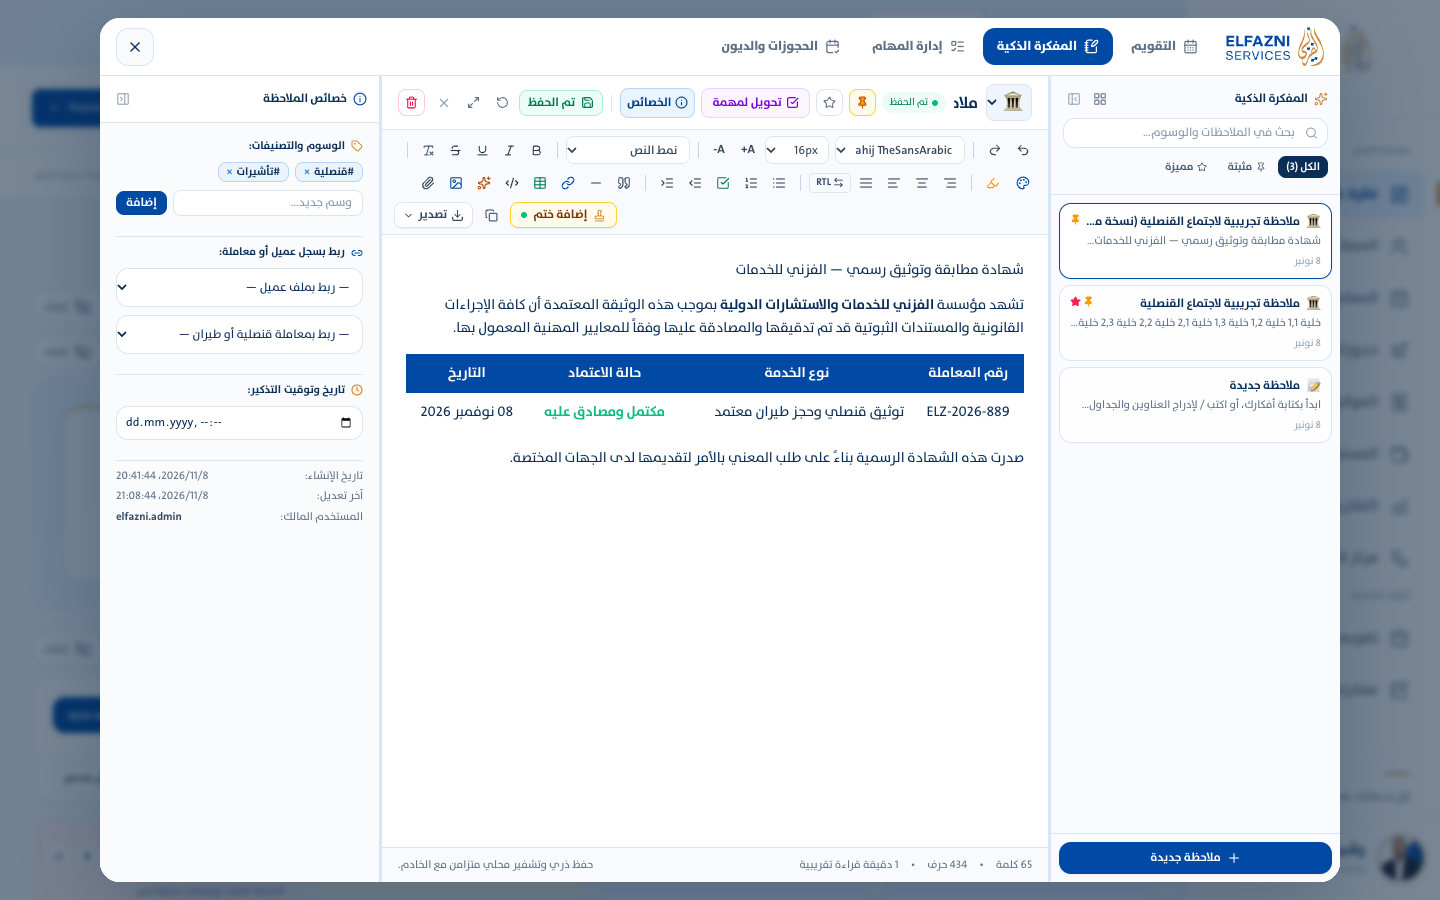 ELFAZNI
SERVICES
التقويم
المفكرة الذكية
إدارة المهام
الحجوزات والديون
المفكرة الذكية
بحث في الملاحظات والوسوم...
الكل (3)
مثبتة
مميزة
ملاحظة تجريبية لاجتماع القنصلية (نسخة مـ...
شهادة مطابقة وتوثيق رسمي — الفزني للخدمات...
8 نونبر
ملاحظة تجريبية لاجتماع القنصلية
خلية 1,1 خلية 1,2 خلية 1,3 خلية 2,1 خلية 2,2 خلية 2,3 خلية...
8 نونبر
ملاحظة جديدة
ابدأ بكتابة أفكارك، أو اكتب / لإدراج العناوين والجداول...
8 نونبر
ملاحظة جديدة
ملاح
تم الحفظ
تحويل لمهمة
الخصائص
تم الحفظ
ahij TheSansArabic
16px
A+
A-
نمط النص
B
I
U
S
RTL
إضافة ختم
تصدير
شهادة مطابقة وتوثيق رسمي — الفزني للخدمات
تشهد مؤسسة الفزني للخدمات والاستشارات الدولية بموجب هذه الوثيقة المعتمدة أن كافة الإجراءات
القانونية والمستندات الثبوتية قد تم تدقيقها والمصادقة عليها وفقاً للمعايير المهنية المعمول بها.
رقم المعاملة نوع الخدمة حالة الاعتماد التاريخ
ELZ-2026-889 توثيق قنصلي وحجز طيران معتمد مكتمل ومصادق عليه 08 نوفمبر 2026
صدرت هذه الشهادة الرسمية بناءً على طلب المعني بالأمر لتقديمها لدى الجهات المختصة.
65 كلمة • 434 حرف • 1 دقيقة قراءة تقريبية
حفظ ذري وتشفير محلي متزامن مع الخادم.
خصائص الملاحظة
الوسوم والتصنيفات:
#قنصلية ×
#تأشيرات ×
وسم جديد...
إضافة
ربط بسجل عميل أو معاملة:
— ربط بملف عميل —
— ربط بمعاملة قنصلية أو طيران —
تاريخ وتوقيت التذكير:
dd.mm.yyyy, --:--
تاريخ الإنشاء: 8/11/2026، 20:41:44
آخر تعديل: 8/11/2026، 21:08:44
المستخدم المالك: elfazni.admin